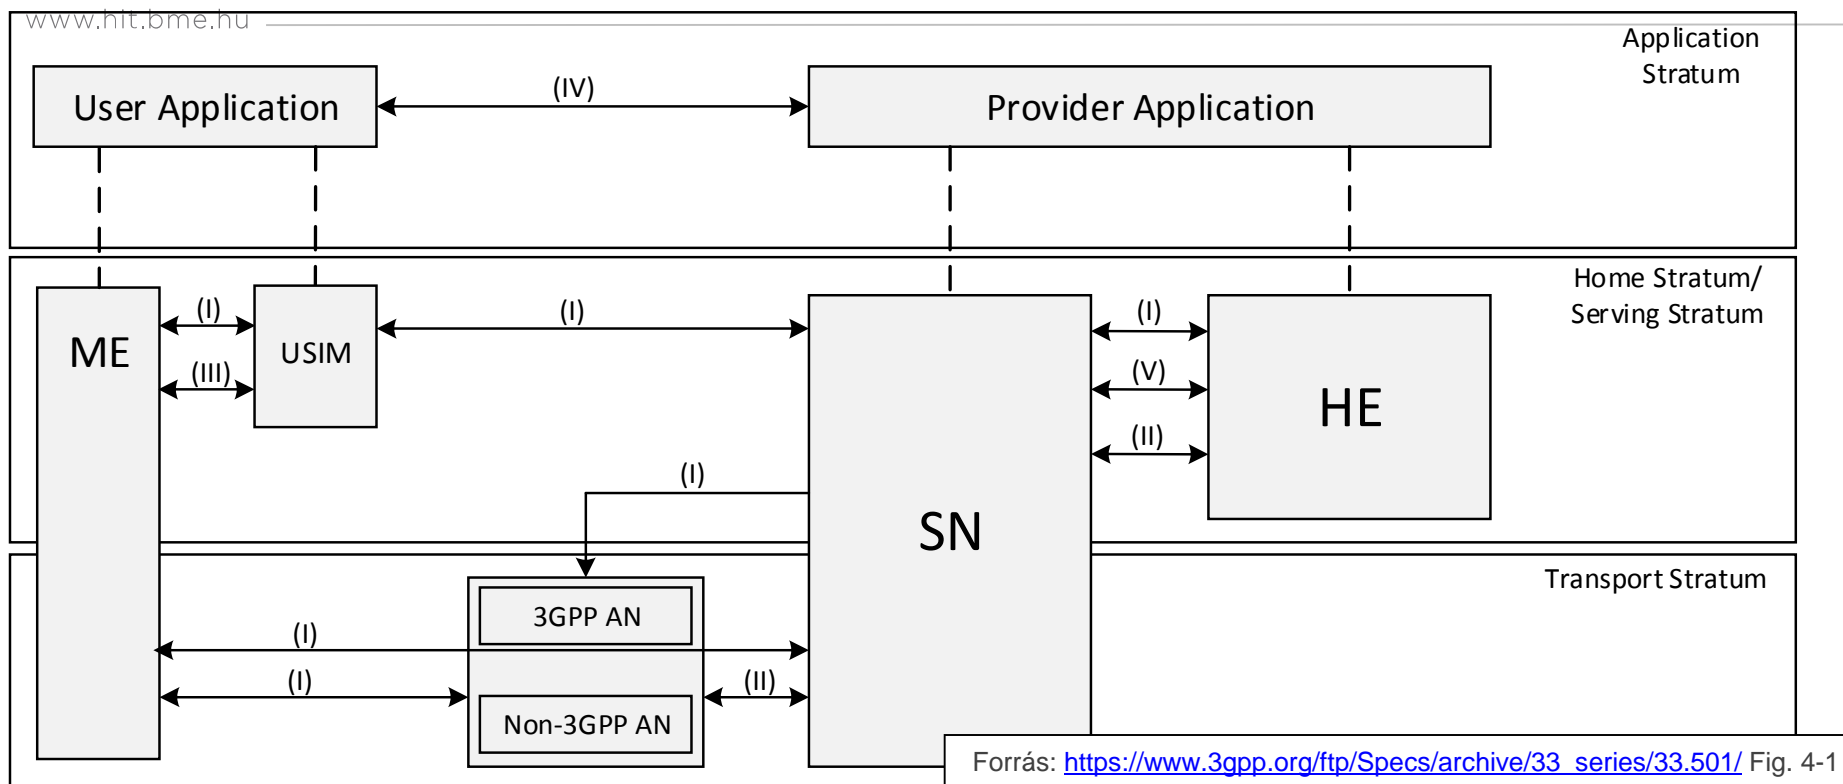 www.hit.bme.hu
Application
Stratum
User Application
(IV)
Provider Application
Home Stratum/
Serving Stratum
ME
(I)
(III)
USIM
(I)
(I)
(V)
(II)
HE
(I)
SN
Transport Stratum
3GPP AN
(I)
(I)
(II)
Non-3GPP AN
Forrás: https://www.3gpp.org/ftp/Specs/archive/33_series/33.501/ Fig. 4-1